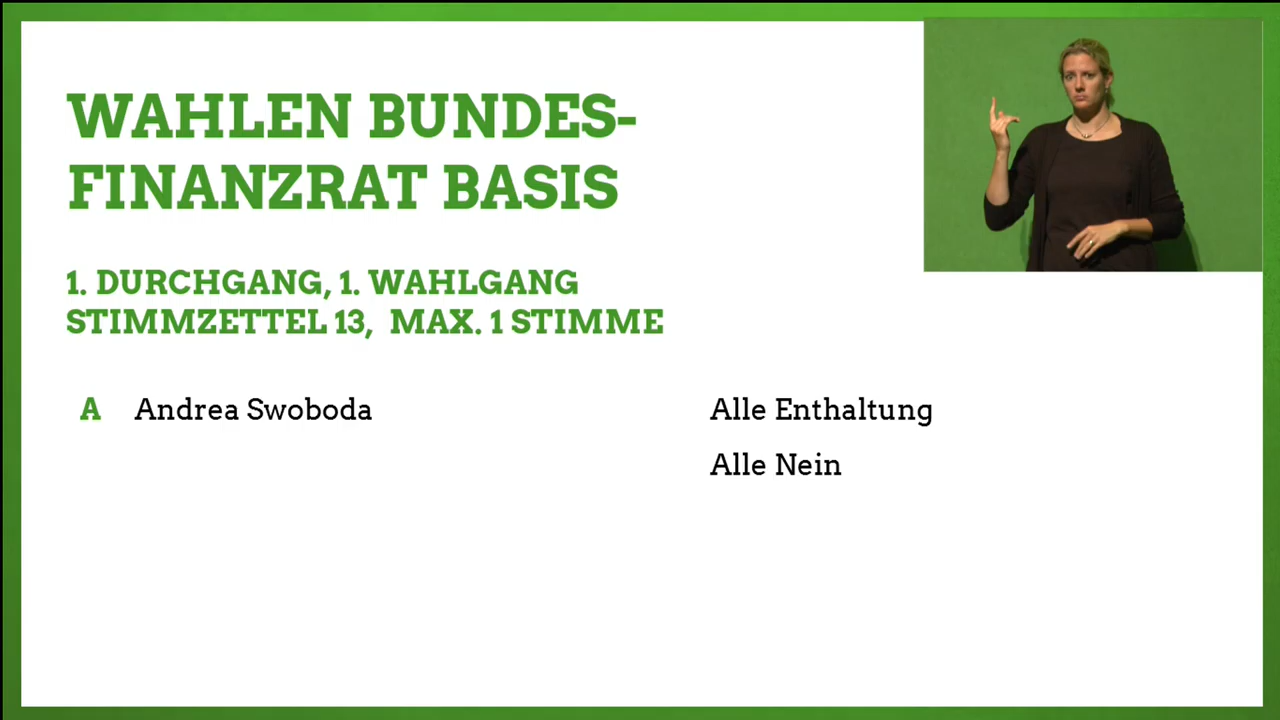 WAHLEN BUNDES-
FINANZRAT BASIS
1. DURCHGANG, 1. WAHLGANG
STIMMZETTEL 13, MAX. 1 STIMME
A Andrea Swoboda
Alle Enthaltung
Alle Nein